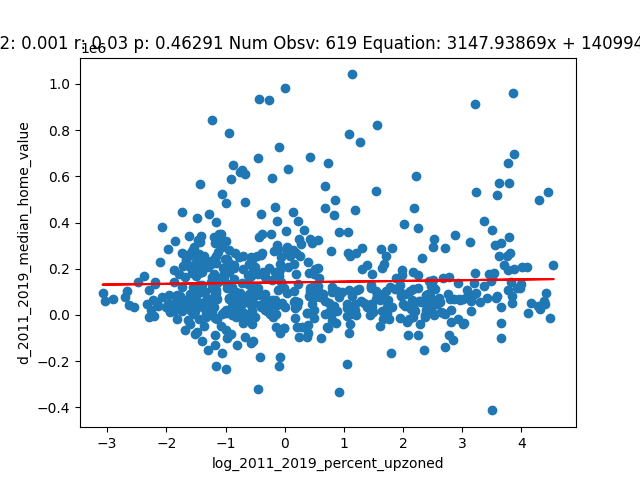 2: 0.001 r: 0.03 p: 0.46291 Num Obsv: 619 Equation: 3147.93869x + 140994
1e6
1.0
0.8
0.6
0.4
0.2
0.0
−0.2
−0.4
d_2011_2019_median_home_value
−3 −2 −1 0 1 2 3 4
log_2011_2019_percent_upzoned